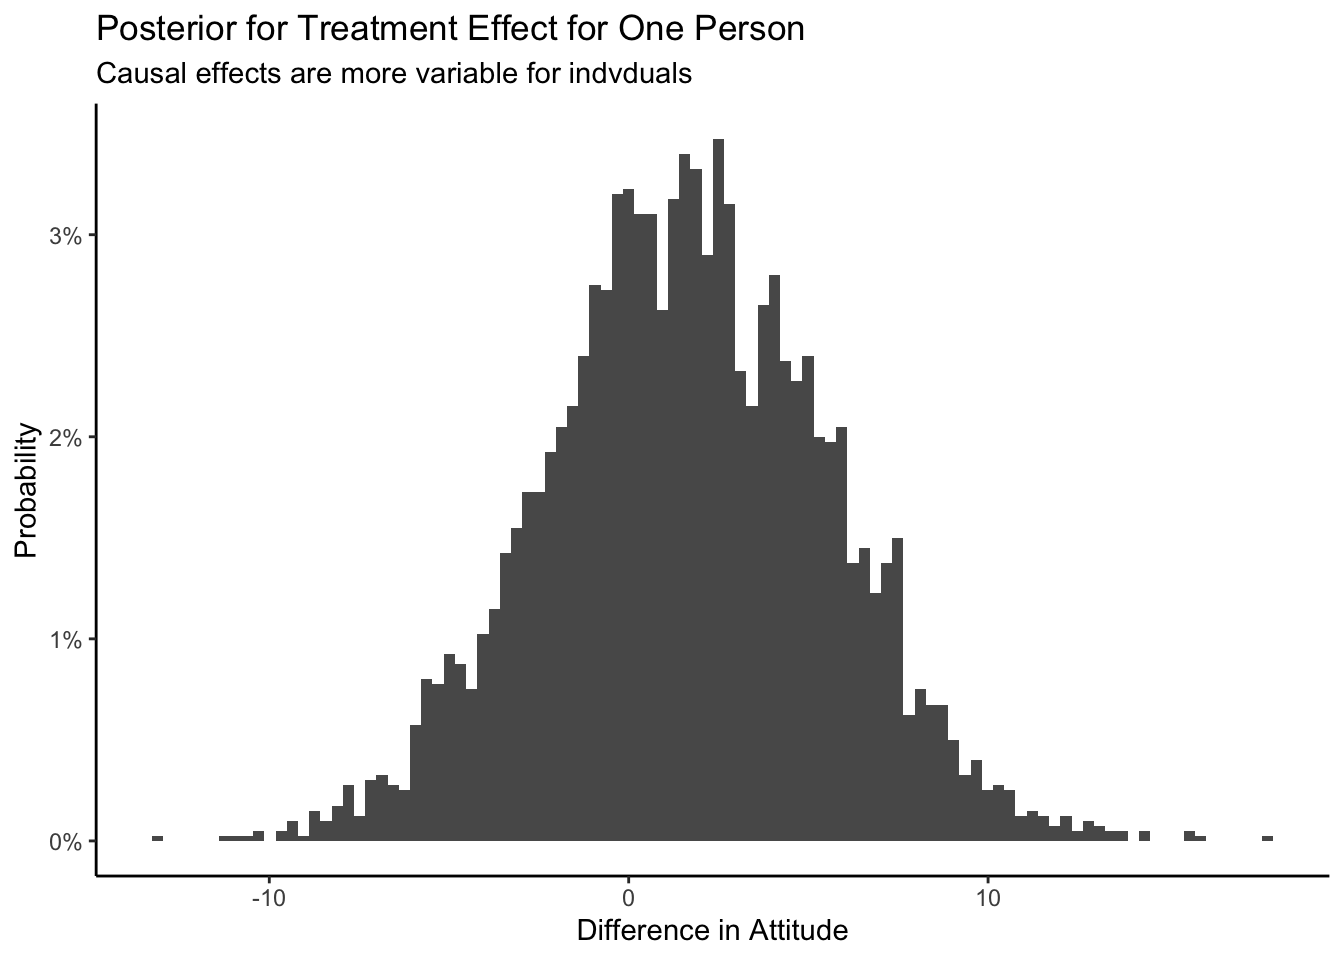 Posterior for Treatment Effect for One Person
Causal effects are more variable for indvduals
3%
2%
1%
0%
Probability
-10
0
10
Difference in Attitude